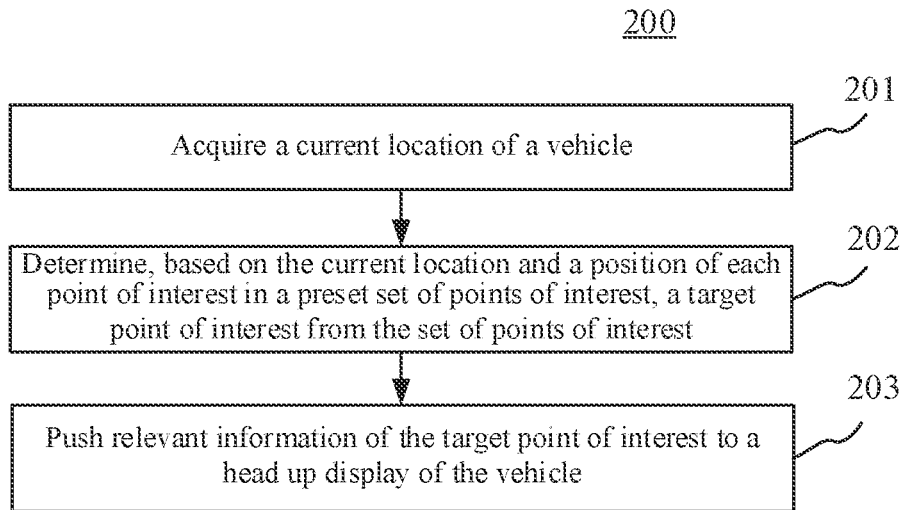 200
201
Acquire a current location of a vehicle
202
Determine, based on the current location and a position of each
point of interest in a preset set of points of interest, a target
point of interest from the set of points of interest
203
Push relevant information of the target point of interest to a
head up display of the vehicle